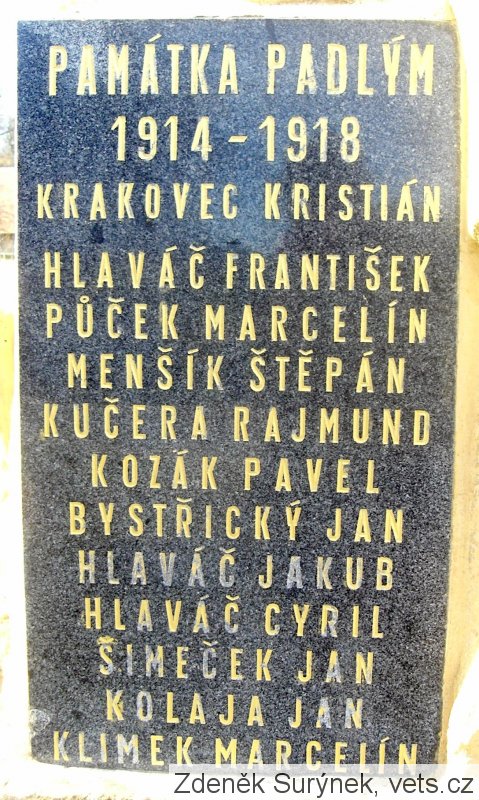 PAMÁTKA PADLÝM
1914 - 1918
KRAKOVEC KRISTIÁN
HLAVÁČ FRANTIŠEK
PŮČEK MARCELÍN
MENŠÍK ŠTĚPÁN
KUČERA RAJMUND
KOZÁK PAVEL
BYSTŘICKÝ JAN
HLAVÁČ JAKUB
HLAVÁČ CYRIL
ŠIMEČEK JAN
KOLAJA JAN
KLIMEK MARCELÍN
Zdeněk Surýnek, vets.cz